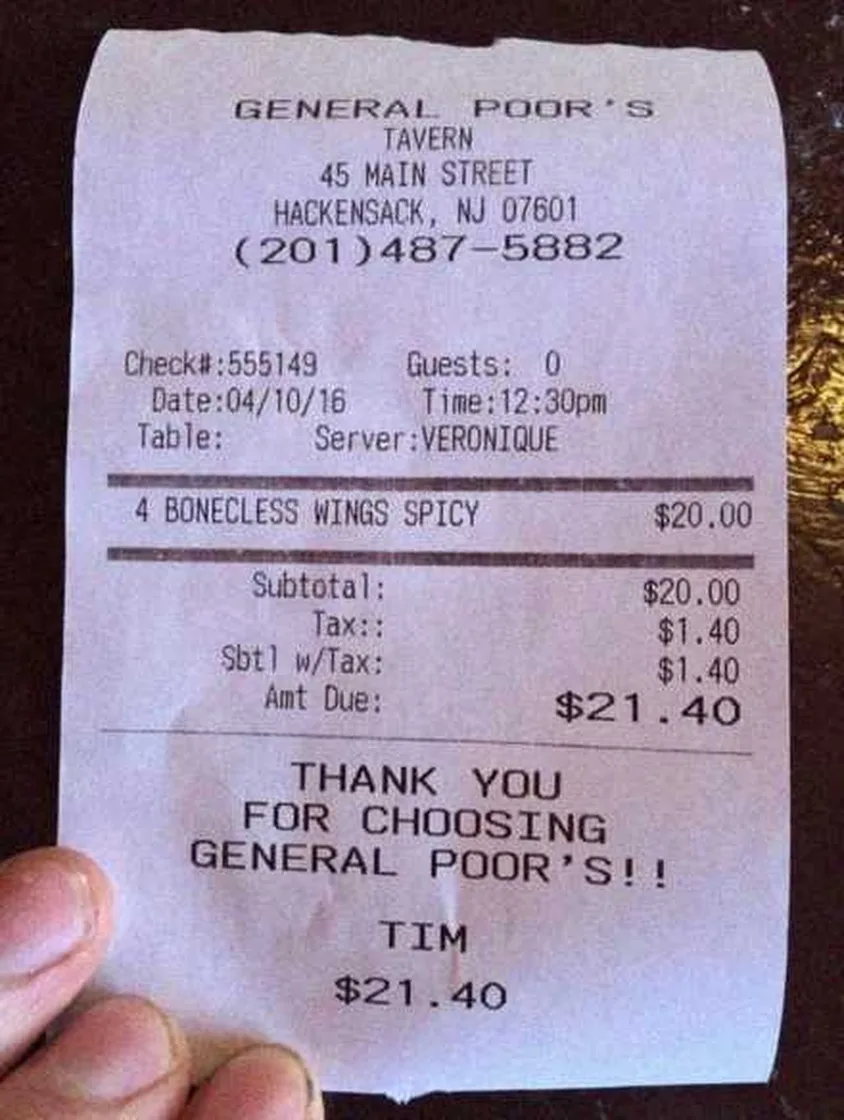 GENERAL POOR'S
TAVERN
45 MAIN STREET
HACKENSACK, NJ 07601
(201)487-5882
Check#:555149 Guests: 0
Date:04/10/16 Time:12:30pm
Table: Server:VERONIQUE
4 BONECLESS WINGS SPICY $20.00
Subtotal: $20.00
Tax:: $1.40
Sbtl w/Tax: $1.40
Amt Due: $21.40
THANK YOU
FOR CHOOSING
GENERAL POOR'S!!
TIM
$21.40